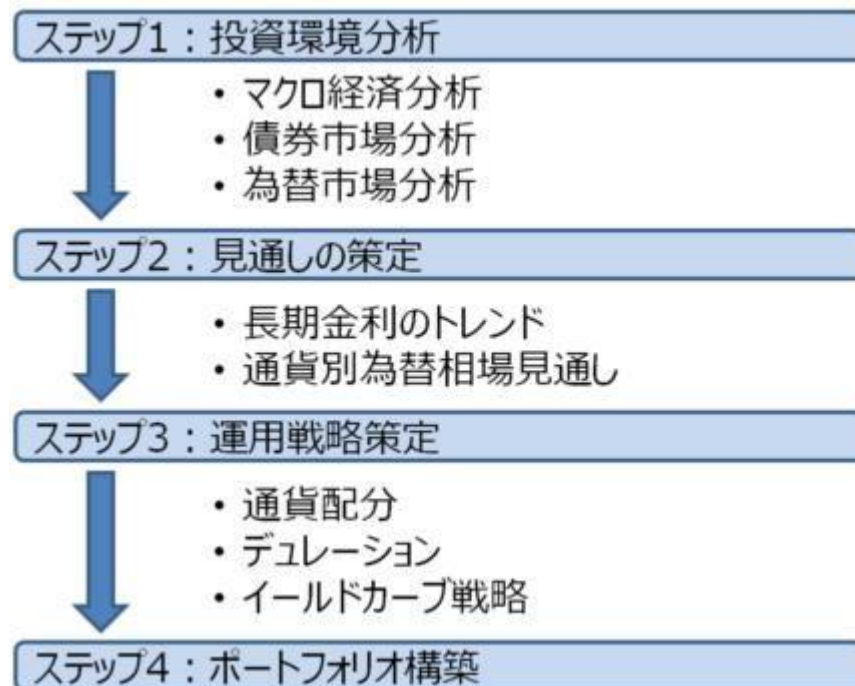 ステップ1：投資環境分析
・マクロ経済分析
・債券市場分析
・為替市場分析
ステップ2：見通しの策定
・長期金利のトレンド
・通貨別為替相場見通し
ステップ3：運用戦略策定
・通貨配分
・デュレーション
・イールドカーブ戦略
ステップ4：ポートフォリオ構築